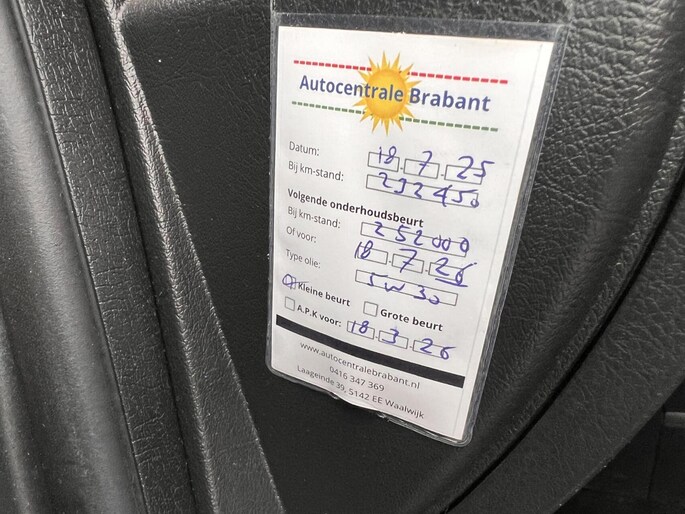 Autocentrale Brabant
Datum: 18.7.25
Bij km-stand: 232450
Volgende onderhoudsbeurt
Bij km-stand: 252000
Of voor: 18.7.26
Type olie: 5W30
Kleine beurt Grote beurt
A.P.K voor: 18.3.26
www.autocentralebrabant.nl
0416 347 369
Laageinde 39, 5142 EE Waalwijk